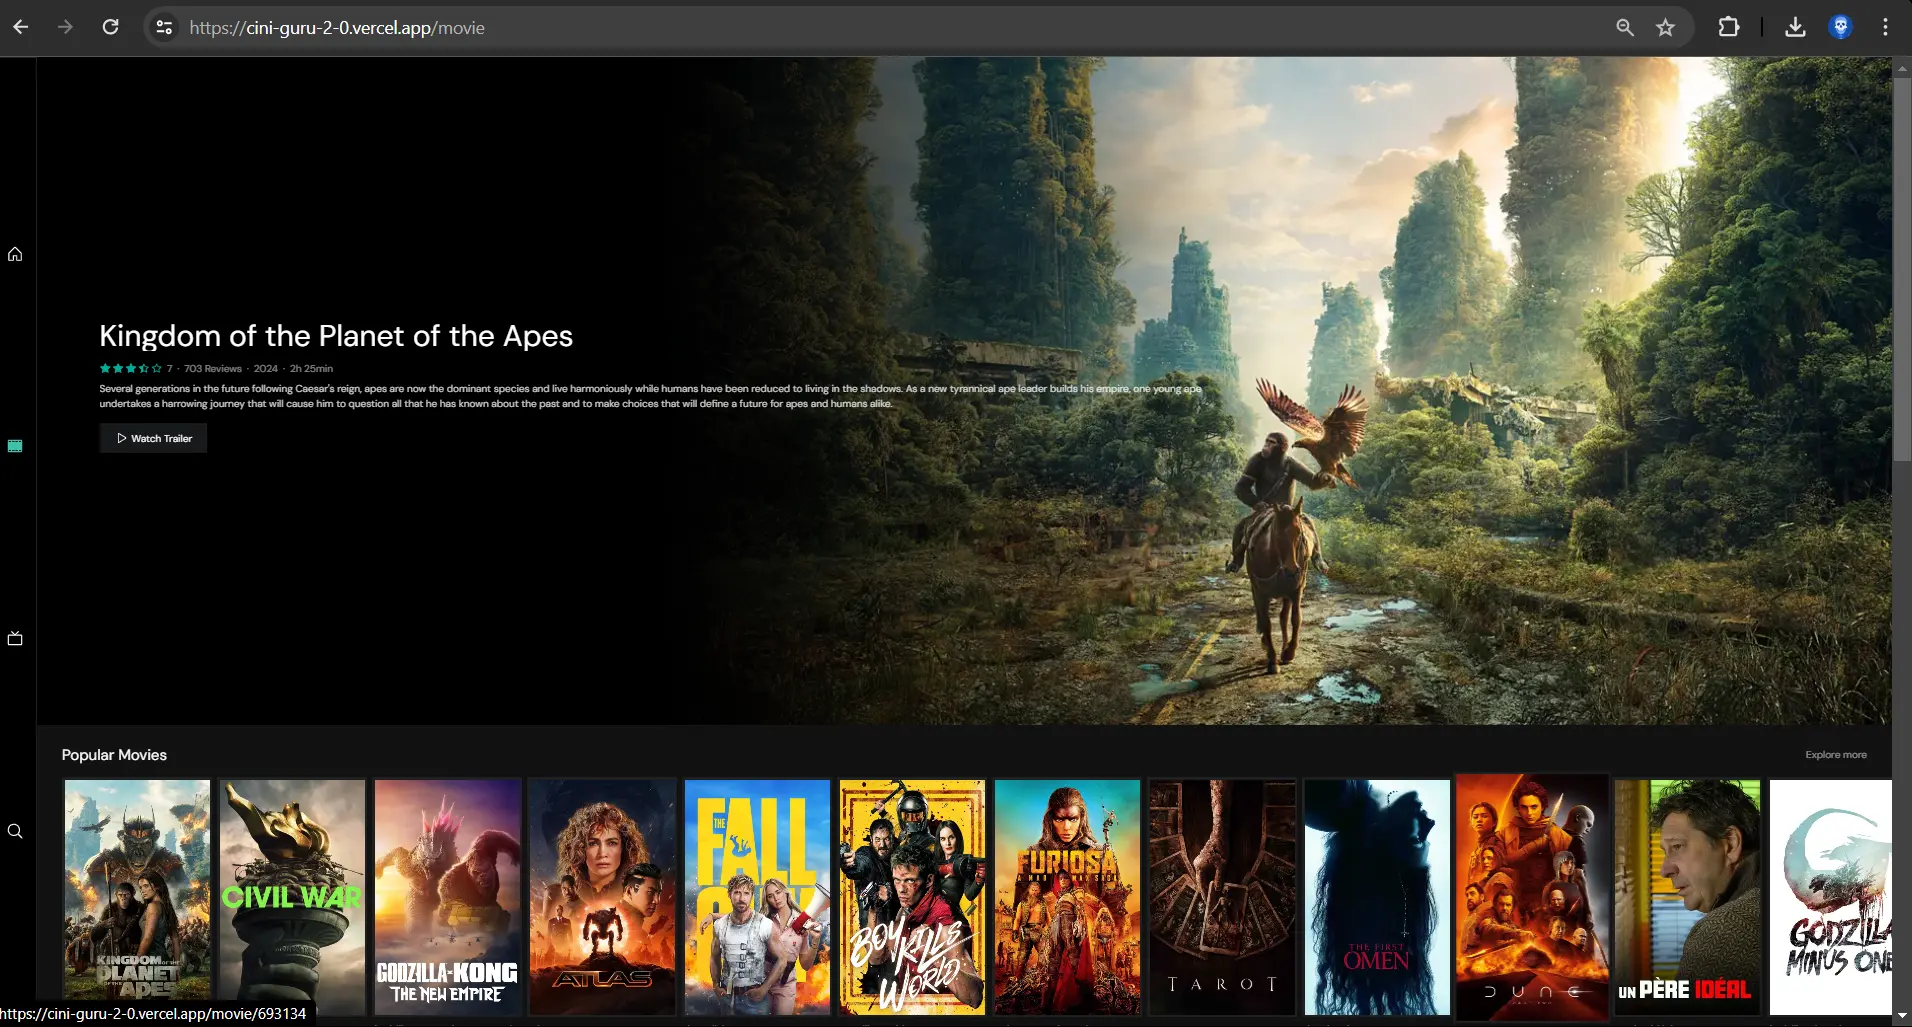 https://cini-guru-2-0.vercel.app/movie
Kingdom of the Planet of the Apes
7 · 703 Reviews · 2024 · 2h 25min
Several generations in the future following Caesar's reign, apes are now the dominant species and live harmoniously while humans have been reduced to living in the shadows. As a new tyrannical ape leader builds his empire, one young ape
undertakes a harrowing journey that will cause him to question all that he has known about the past and to make choices that will define a future for apes and humans alike.
Watch Trailer
Popular Movies
Explore more
KINGDOM OF THE
PLANET
OF THE APES
CIVIL WAR
GODZILLA KONG
THE NEW EMPIRE
ATLAS
THE FALL
GUY
BOY KILLS
WORLD
FURIOSA
A MAD MAX SAGA
TAROT
THE FIRST
OMEN
DUNE
UN PÈRE IDÉAL
GODZILLA
MINUS ONE
https://cini-guru-2-0.vercel.app/movie/693134